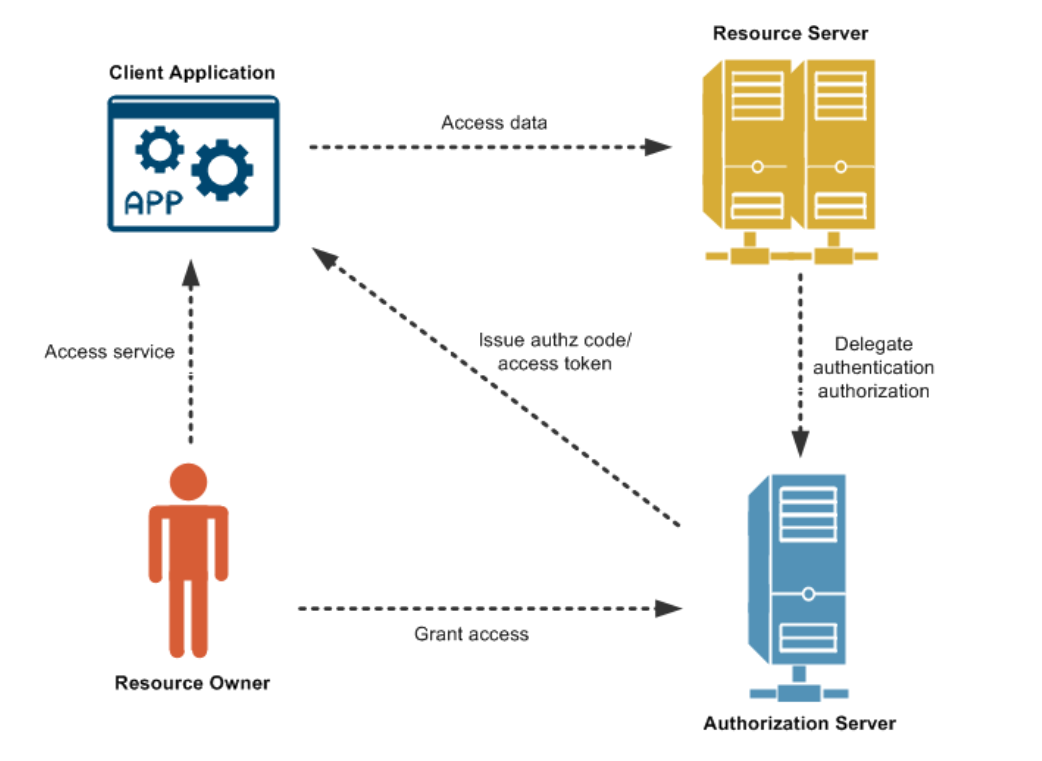 Resource Server
Client Application
Access data
APP
Issue authz code/
access token
Delegate
authentication
authorization
Access service
Grant access
Resource Owner
Authorization Server